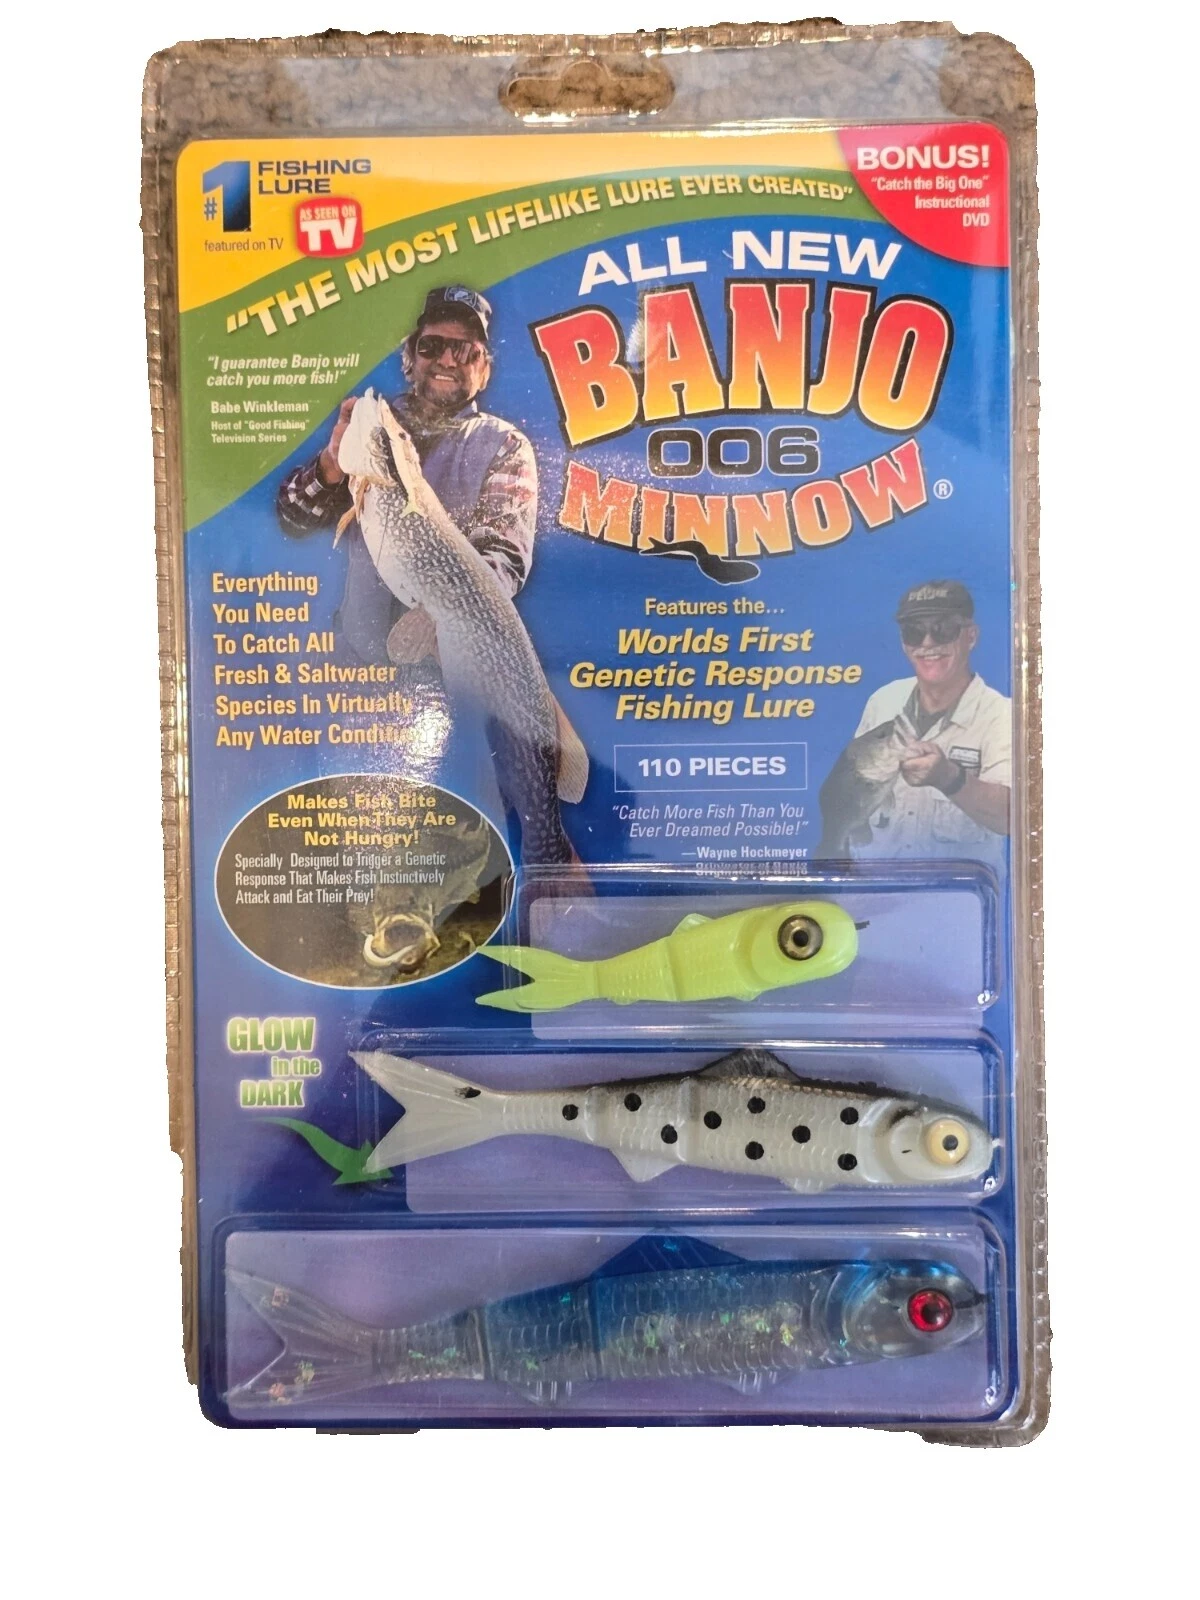 #1 FISHING
LURE
featured on TV
AS SEEN ON
TV
"THE MOST LIFELIKE LURE EVER CREATED"
BONUS!
"Catch the Big One"
Instructional
DVD
ALL NEW
BANJO
006
MINNOW®
"I guarantee Banjo will
catch you more fish!"
Babe Winkleman
Host of "Good Fishing"
Television Series
Everything
You Need
To Catch All
Fresh & Saltwater
Species In Virtually
Any Water
Features the...
Worlds First
Genetic Response
Fishing Lure
110 PIECES
"Catch More Fish Than You
Ever Dreamed Possible!"
—Wayne Hockmeyer
Originator of Banjo
Makes Fish Bite
Even When They Are
Not Hungry!
Specially Designed to Trigger a Genetic
Response That Makes Fish Instinctively
Attack and Eat Their Prey!
GLOW
in the
DARK